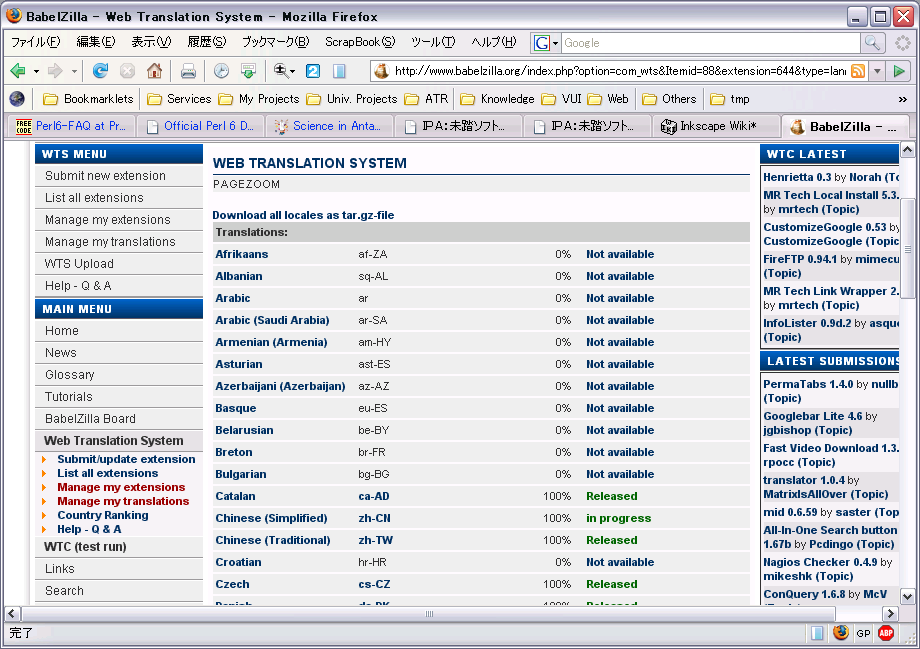 BabelZilla - Web Translation System - Mozilla Firefox
ファイル(F) 編集(E) 表示(V) 履歴(S) ブックマーク(B) ScrapBook(S) ツール(T) ヘルプ(H) G Google
http://www.babelzilla.org/index.php?option=com_wts&Itemid=88&extension=644&type=lan
Bookmarklets Services My Projects Univ. Projects ATR Knowledge VUI Web Others tmp »
FREE CODE Perl6-FAQ at Pr... Official Perl 6 D... Science in Anta... IPA:未踏ソフト... IPA:未踏ソフト... Inkscape Wiki* BabelZilla - ...
WTS MENU
Submit new extension
List all extensions
Manage my extensions
Manage my translations
WTS Upload
Help - Q & A
MAIN MENU
Home
News
Glossary
Tutorials
BabelZilla Board
Web Translation System
Submit/update extension
List all extensions
Manage my extensions
Manage my translations
Country Ranking
Help - Q & A
WTC (test run)
Links
Search
WEB TRANSLATION SYSTEM
PAGEZOOM
Download all locales as tar.gz-file
Translations:
Afrikaans af-ZA 0% Not available
Albanian sq-AL 0% Not available
Arabic ar 0% Not available
Arabic (Saudi Arabia) ar-SA 0% Not available
Armenian (Armenia) am-HY 0% Not available
Asturian ast-ES 0% Not available
Azerbaijani (Azerbaijan) az-AZ 0% Not available
Basque eu-ES 0% Not available
Belarusian be-BY 0% Not available
Breton br-FR 0% Not available
Bulgarian bg-BG 0% Not available
Catalan ca-AD 100% Released
Chinese (Simplified) zh-CN 100% in progress
Chinese (Traditional) zh-TW 100% Released
Croatian hr-HR 0% Not available
Czech cs-CZ 100% Released
Danish da-DK 100% Released
WTC LATEST
Henrietta 0.3 by Norah (To
MR Tech Local Install 5.3.
by mrtech (Topic)
CustomizeGoogle 0.53 by
CustomizeGoogle (Topic
FireFTP 0.94.1 by mimecu
(Topic)
MR Tech Link Wrapper 2.
by mrtech (Topic)
InfoLister 0.9d.2 by asque
(Topic)
LATEST SUBMISSIONS
PermaTabs 1.4.0 by nullb
(Topic)
Googlebar Lite 4.6 by
jgbishop (Topic)
Fast Video Download 1.3.
rpocc (Topic)
translator 1.0.4 by
MatrixIsAllOver (Topic)
mid 0.6.59 by saster (Top
All-In-One Search button
1.67b by Pcdingo (Topic)
Nagios Checker 0.4.9 by
mikeshk (Topic)
ConQuery 1.6.8 by McV
完了 GP ABP